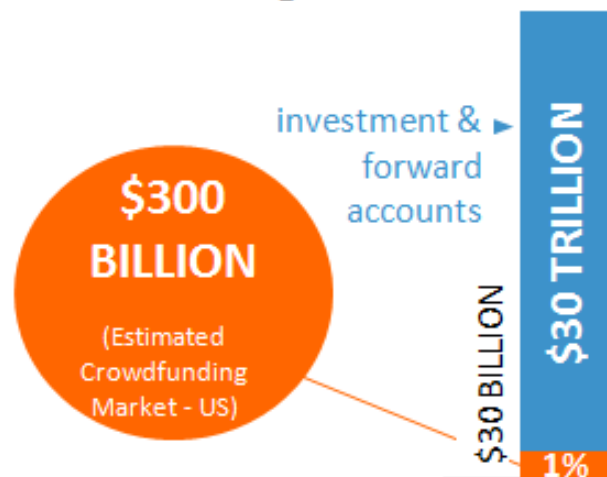 investment &
forward
accounts
$300
BILLION
(Estimated
Crowdfunding
Market - US)
$30 BILLION
$30 TRILLION
1%